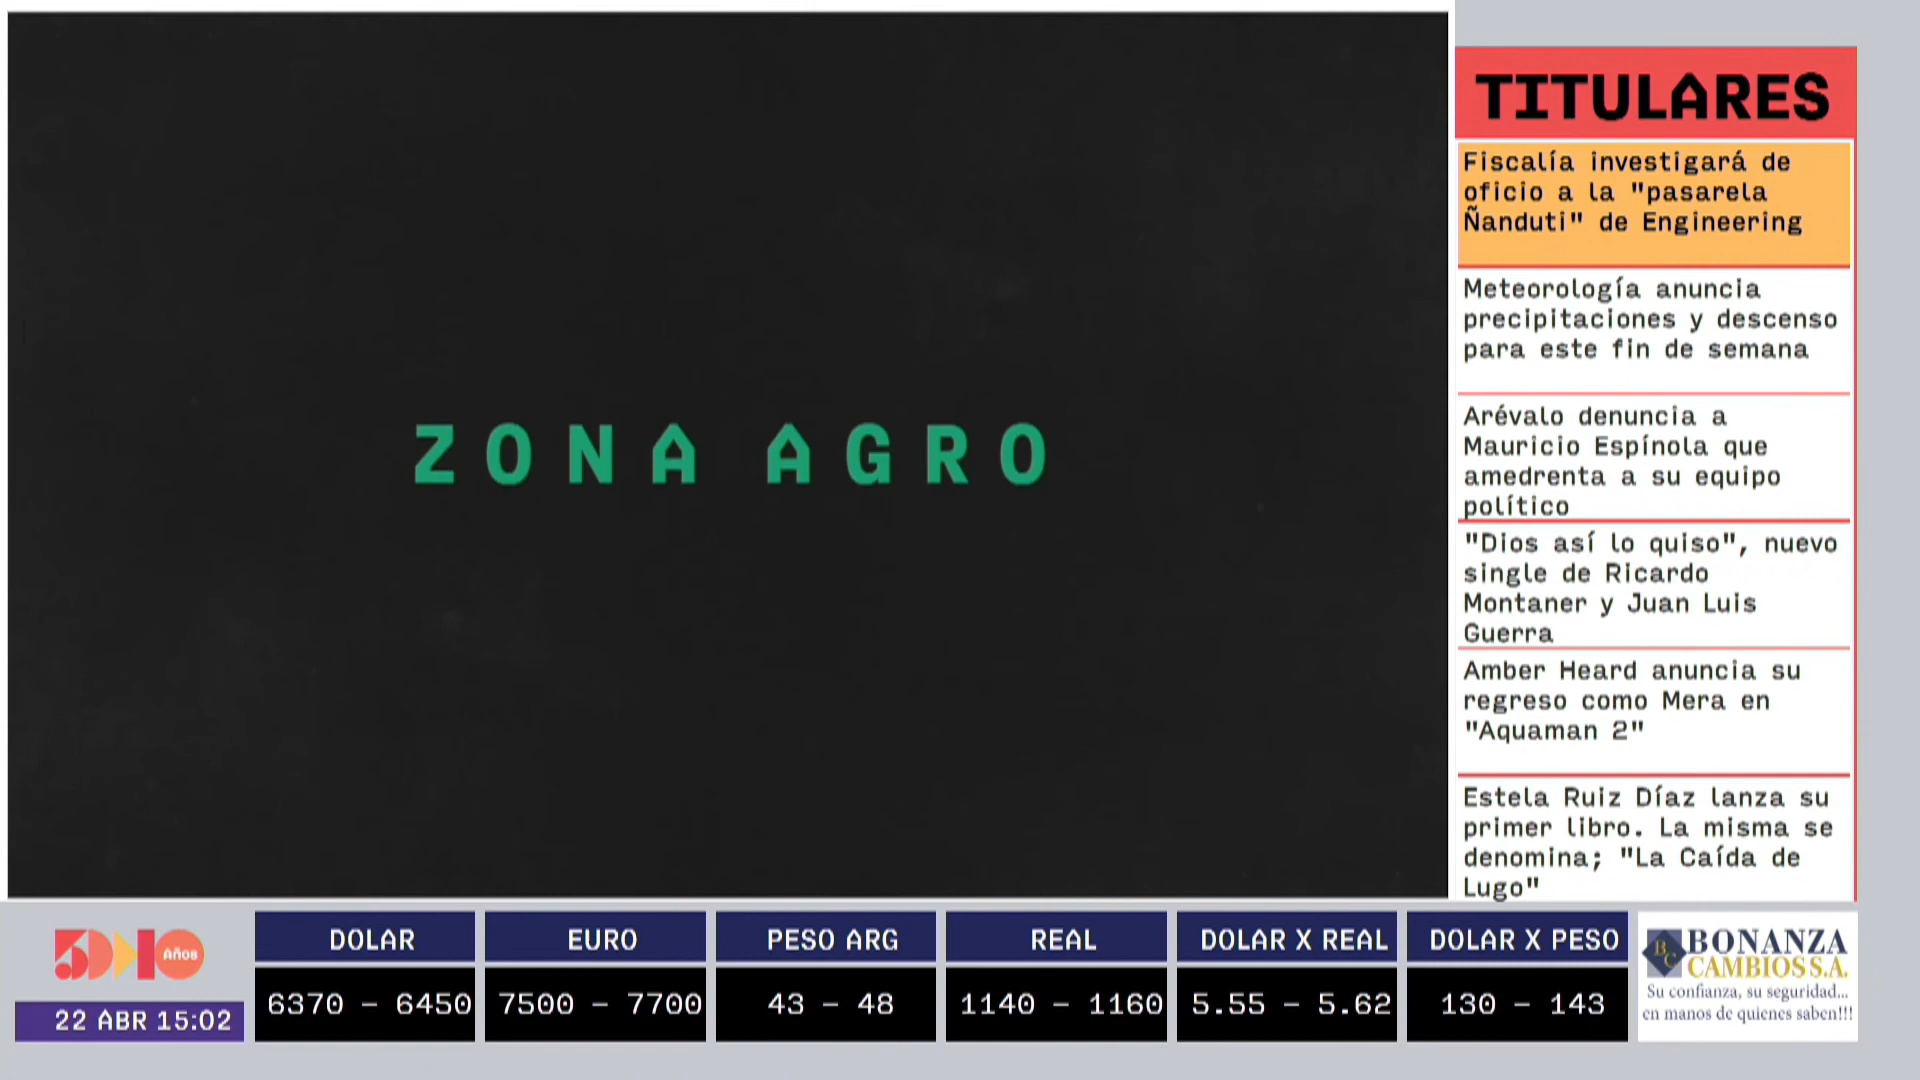 ZONA AGRO
TITULARES
Fiscalía investigará de
oficio a la "pasarela
Ñanduti" de Engineering
Meteorología anuncia
precipitaciones y descenso
para este fin de semana
Arévalo denuncia a
Mauricio Espínola que
amedrenta a su equipo
político
"Dios así lo quiso", nuevo
single de Ricardo
Montaner y Juan Luis
Guerra
Amber Heard anuncia su
regreso como Mera en
"Aquaman 2"
Estela Ruiz Díaz lanza su
primer libro. La misma se
denomina; "La Caída de
Lugo"
Años
22 ABR 15:02
DOLAR
6370 - 6450
EURO
7500 - 7700
PESO ARG
43 - 48
REAL
1140 - 1160
DOLAR X REAL
5.55 - 5.62
DOLAR X PESO
130 - 143
BC
BONANZA
CAMBIOS S.A.
Su confianza, su seguridad...
en manos de quienes saben!!!